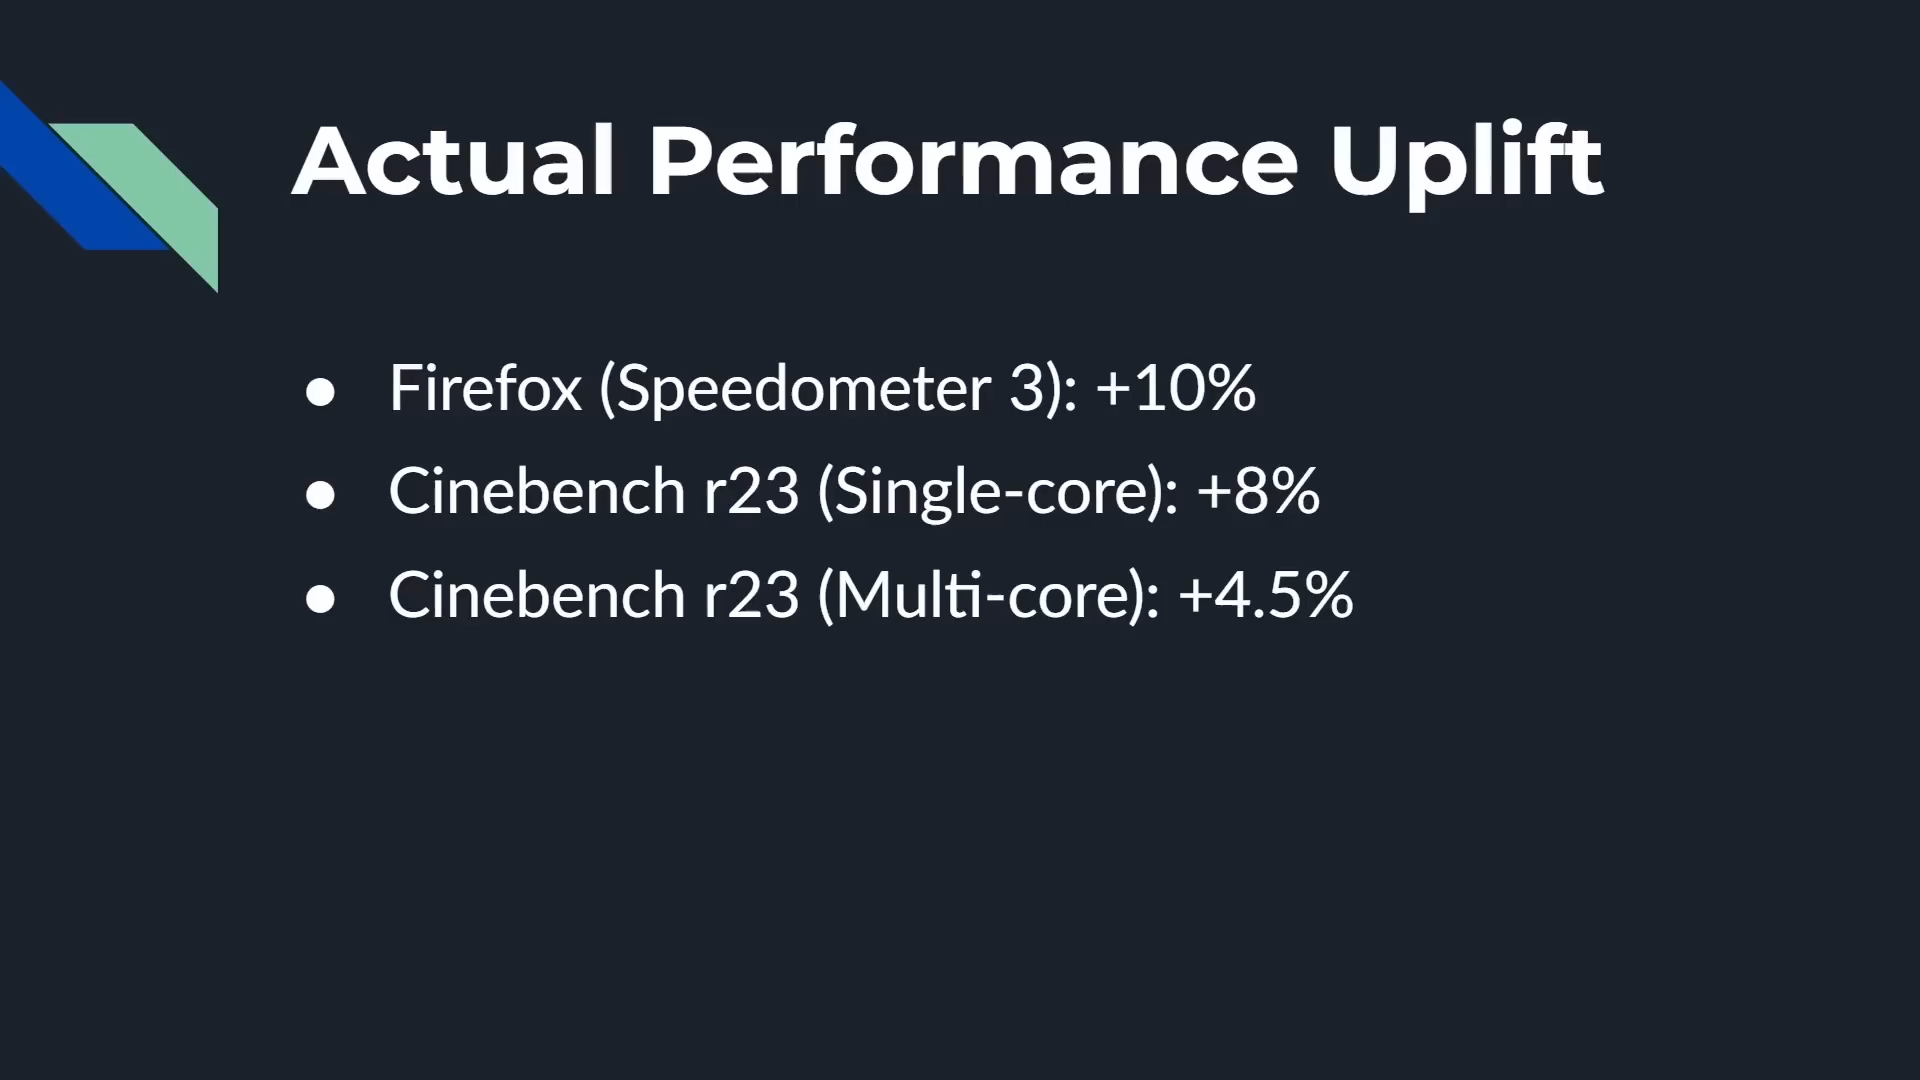 Actual Performance Uplift
● Firefox (Speedometer 3): +10%
● Cinebench r23 (Single-core): +8%
● Cinebench r23 (Multi-core): +4.5%